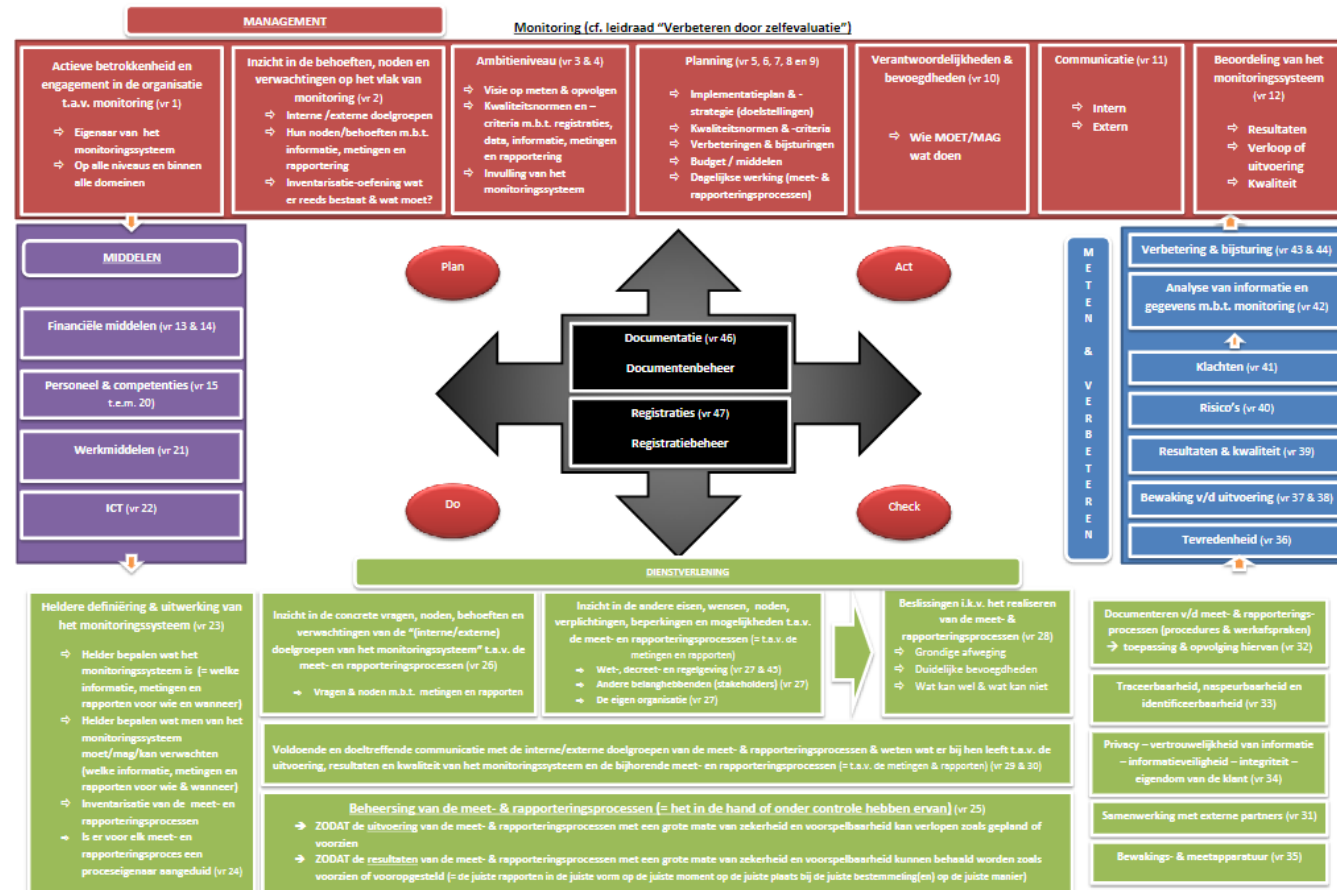 MANAGEMENT
Monitoring (cf. leidraad “Verbeteren door zelfevaluatie”)
Actieve betrokkenheid en
engagement in de organisatie
t.a.v. monitoring (vr 1)
⇨ Eigenaar van het
monitoringssysteem
⇨ Op alle niveaus en binnen
alle domeinen
Inzicht in de behoeften, noden en
verwachtingen op het vlak van
monitoring (vr 2)
⇨ Interne /externe doelgroepen
⇨ Hun noden/behoeften m.b.t.
informatie, metingen en
rapportering
⇨ Inventarisatie-oefening wat
er reeds bestaat & wat moet?
Ambitieniveau (vr 3 & 4)
⇨ Visie op meten & opvolgen
⇨ Kwaliteitsnormen en –
criteria m.b.t. registraties,
data, informatie, metingen
en rapportering
⇨ Invulling van het
monitoringssysteem
Planning (vr 5, 6, 7, 8 en 9)
⇨ Implementatieplan & -
strategie (doelstellingen)
⇨ Kwaliteitsnormen & -criteria
⇨ Verbeteringen & bijsturingen
⇨ Budget / middelen
⇨ Dagelijkse werking (meet- &
rapporteringsprocessen)
Verantwoordelijkheden &
bevoegdheden (vr 10)
⇨ Wie MOET/MAG
wat doen
Communicatie (vr 11)
⇨ Intern
⇨ Extern
Beoordeling van het
monitoringssysteem
(vr 12)
⇨ Resultaten
⇨ Verloop of
uitvoering
⇨ Kwaliteit
MIDDELEN
Financiële middelen (vr 13 & 14)
Personeel & competenties (vr 15
t.e.m. 20)
Werkmiddelen (vr 21)
ICT (vr 22)
Plan
Act
Documentatie (vr 46)
Documentenbeheer
Registraties (vr 47)
Registratiebeheer
Do
Check
METEN & VERBETEREN
Verbetering & bijsturing (vr 43 & 44)
Analyse van informatie en
gegevens m.b.t. monitoring (vr 42)
Klachten (vr 41)
Risico’s (vr 40)
Resultaten & kwaliteit (vr 39)
Bewaking v/d uitvoering (vr 37 & 38)
Tevredenheid (vr 36)
DIENSTVERLENING
Heldere definiëring & uitwerking van
het monitoringssysteem (vr 23)
⇨ Helder bepalen wat het
monitoringssysteem is (= welke
informatie, metingen en
rapporten voor wie en wanneer)
⇨ Helder bepalen wat men van het
monitoringssysteem
moet/mag/kan verwachten
(welke informatie, metingen en
rapporten voor wie & wanneer)
⇨ Inventarisatie van de meet- en
rapporteringsprocessen
→ Is er voor elk meet- en
rapporteringsproces een
proceseigenaar aangeduid (vr 24)
Inzicht in de concrete vragen, noden, behoeften en
verwachtingen van de “(interne/externe)
doelgroepen van het monitoringssysteem” t.a.v. de
meet- en rapporteringsprocessen (vr 26)
→ Vragen & noden m.b.t. metingen en rapporten
Inzicht in de andere eisen, wensen, noden,
verplichtingen, beperkingen en mogelijkheden t.a.v.
de meet- en rapporteringsprocessen (= t.a.v. de
metingen en rapporten)
→ Wet-, decreet- en regelgeving (vr 27 & 45)
→ Andere belanghebbenden (stakeholders) (vr 27)
→ De eigen organisatie (vr 27)
Beslissingen i.k.v. het realiseren
van de meet- &
rapporteringsprocessen (vr 28)
⇨ Grondige afweging
⇨ Duidelijke bevoegdheden
⇨ Wat kan wel & wat kan niet
Voldoende en doeltreffende communicatie met de interne/externe doelgroepen van de meet- & rapporteringsprocessen & weten wat er bij hen leeft t.a.v. de
uitvoering, resultaten en kwaliteit van het monitoringssysteem en de bijhorende meet- en rapporteringsprocessen (= t.a.v. de metingen & rapporten) (vr 29 & 30)
Beheersing van de meet- & rapporteringsprocessen (= het in de hand of onder controle hebben ervan) (vr 25)
→ ZODAT de uitvoering van de meet- & rapporteringsprocessen met een grote mate van zekerheid en voorspelbaarheid kan verlopen zoals gepland of
voorzien
→ ZODAT de resultaten van de meet- & rapporteringsprocessen met een grote mate van zekerheid en voorspelbaarheid kunnen behaald worden zoals
voorzien of vooropgesteld (= de juiste rapporten in de juiste vorm op de juiste moment op de juiste plaats bij de juiste bestemmeling(en) op de juiste manier)
Documenteren v/d meet- & rapporterings-
processen (procedures & werkafspraken)
→ toepassing & opvolging hiervan (vr 32)
Traceerbaarheid, naspeurbaarheid en
identificeerbaarheid (vr 33)
Privacy – vertrouwelijkheid van informatie
– informatieveiligheid – integriteit –
eigendom van de klant (vr 34)
Samenwerking met externe partners (vr 31)
Bewakings- & meetapparatuur (vr 35)